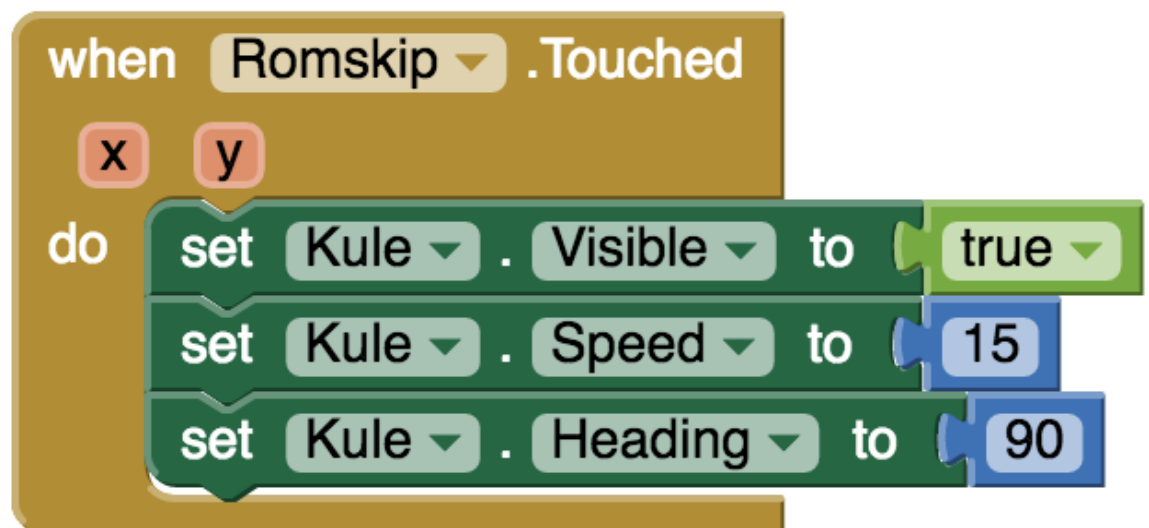 when Romskip .Touched
x y
do set Kule . Visible to true
set Kule . Speed to 15
set Kule . Heading to 90